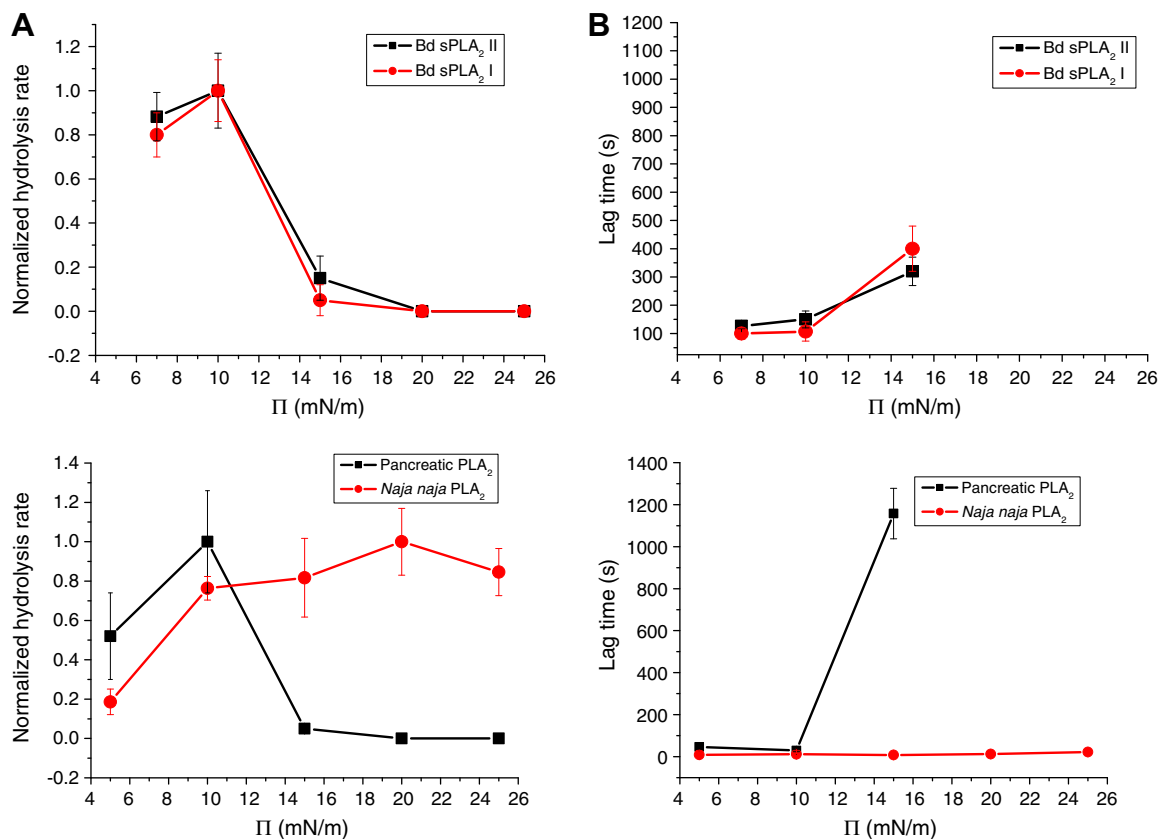 A
Normalized hydrolysis rate
1.2
1.0
0.8
0.6
0.4
0.2
0.0
-0.2
Bd sPLA₂ II
Bd sPLA₂ I
4 6 8 10 12 14 16 18 20 22 24 26
Π (mN/m)
B
Lag time (s)
1200
1100
1000
900
800
700
600
500
400
300
200
100
Bd sPLA₂ II
Bd sPLA₂ I
4 6 8 10 12 14 16 18 20 22 24 26
Π (mN/m)
Normalized hydrolysis rate
1.4
1.2
1.0
0.8
0.6
0.4
0.2
0.0
-0.2
Pancreatic PLA₂
Naja naja PLA₂
4 6 8 10 12 14 16 18 20 22 24 26
Π (mN/m)
Lag time (s)
1400
1200
1000
800
600
400
200
0
Pancreatic PLA₂
Naja naja PLA₂
4 6 8 10 12 14 16 18 20 22 24 26
Π (mN/m)